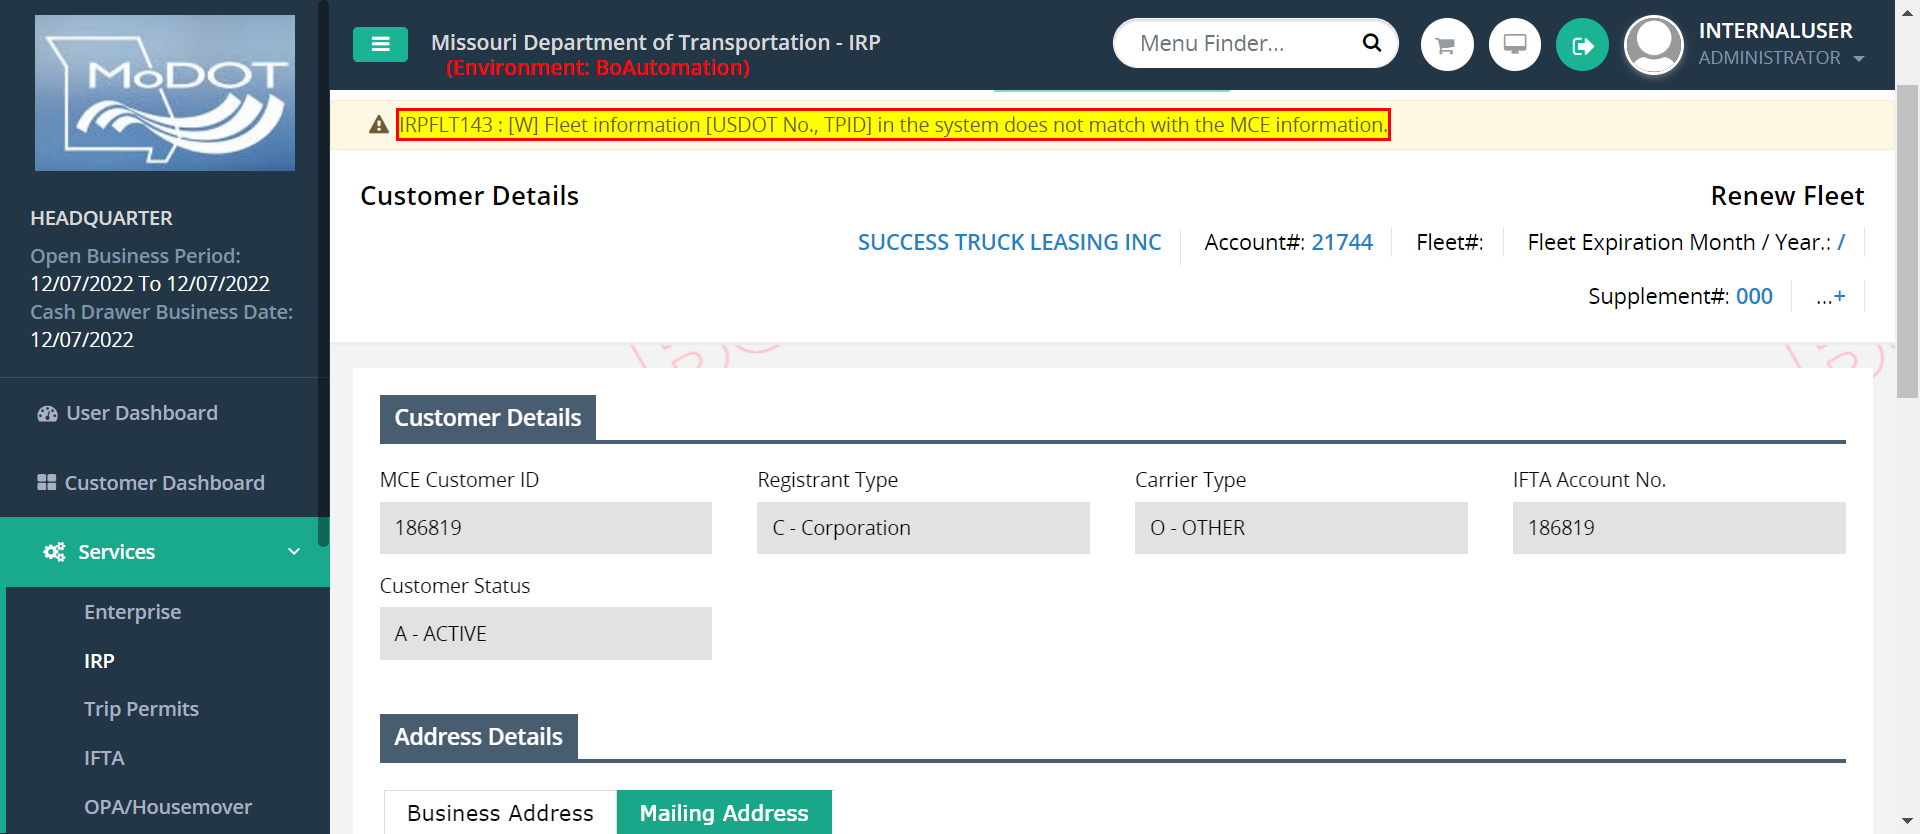 MoDOT
HEADQUARTER
Open Business Period:
12/07/2022 To 12/07/2022
Cash Drawer Business Date:
12/07/2022
User Dashboard
Customer Dashboard
Services
Enterprise
IRP
Trip Permits
IFTA
OPA/Housemover
Missouri Department of Transportation - IRP
(Environment: BoAutomation)
Menu Finder...
INTERNALUSER
ADMINISTRATOR
IRPFLT143 : [W] Fleet information [USDOT No., TPID] in the system does not match with the MCE information.
Customer Details
Renew Fleet
SUCCESS TRUCK LEASING INC Account#: 21744 Fleet#: Fleet Expiration Month / Year.: /
Supplement#: 000 ...+
Customer Details
MCE Customer ID Registrant Type Carrier Type IFTA Account No.
186819 C - Corporation O - OTHER 186819
Customer Status
A - ACTIVE
Address Details
Business Address Mailing Address